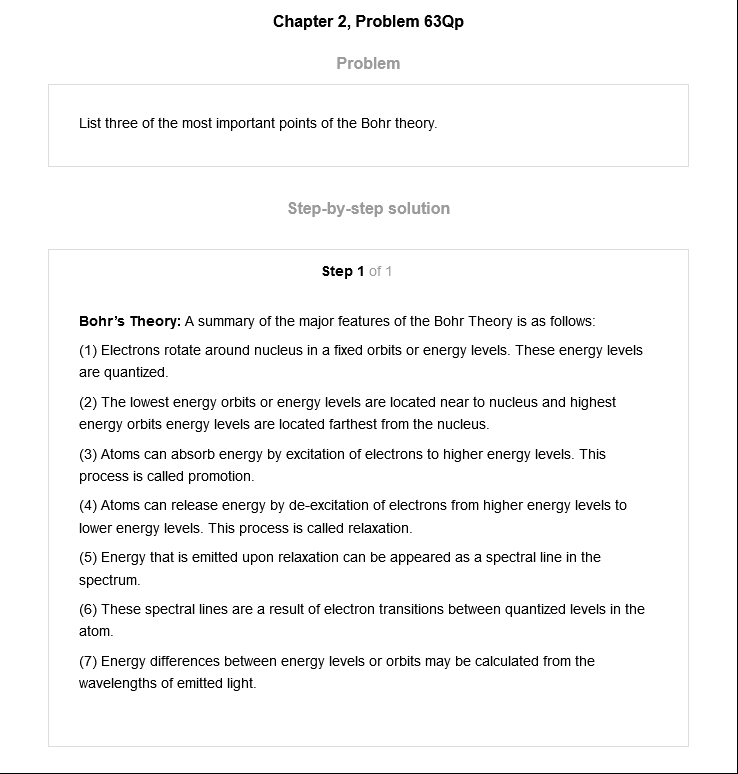 Chapter 2, Problem 63Qp
Problem
List three of the most important points of the Bohr theory.
Step-by-step solution
Step 1 of 1
Bohr’s Theory: A summary of the major features of the Bohr Theory is as follows:
(1) Electrons rotate around nucleus in a fixed orbits or energy levels. These energy levels
are quantized.
(2) The lowest energy orbits or energy levels are located near to nucleus and highest
energy orbits energy levels are located farthest from the nucleus.
(3) Atoms can absorb energy by excitation of electrons to higher energy levels. This
process is called promotion.
(4) Atoms can release energy by de-excitation of electrons from higher energy levels to
lower energy levels. This process is called relaxation.
(5) Energy that is emitted upon relaxation can be appeared as a spectral line in the
spectrum.
(6) These spectral lines are a result of electron transitions between quantized levels in the
atom.
(7) Energy differences between energy levels or orbits may be calculated from the
wavelengths of emitted light.